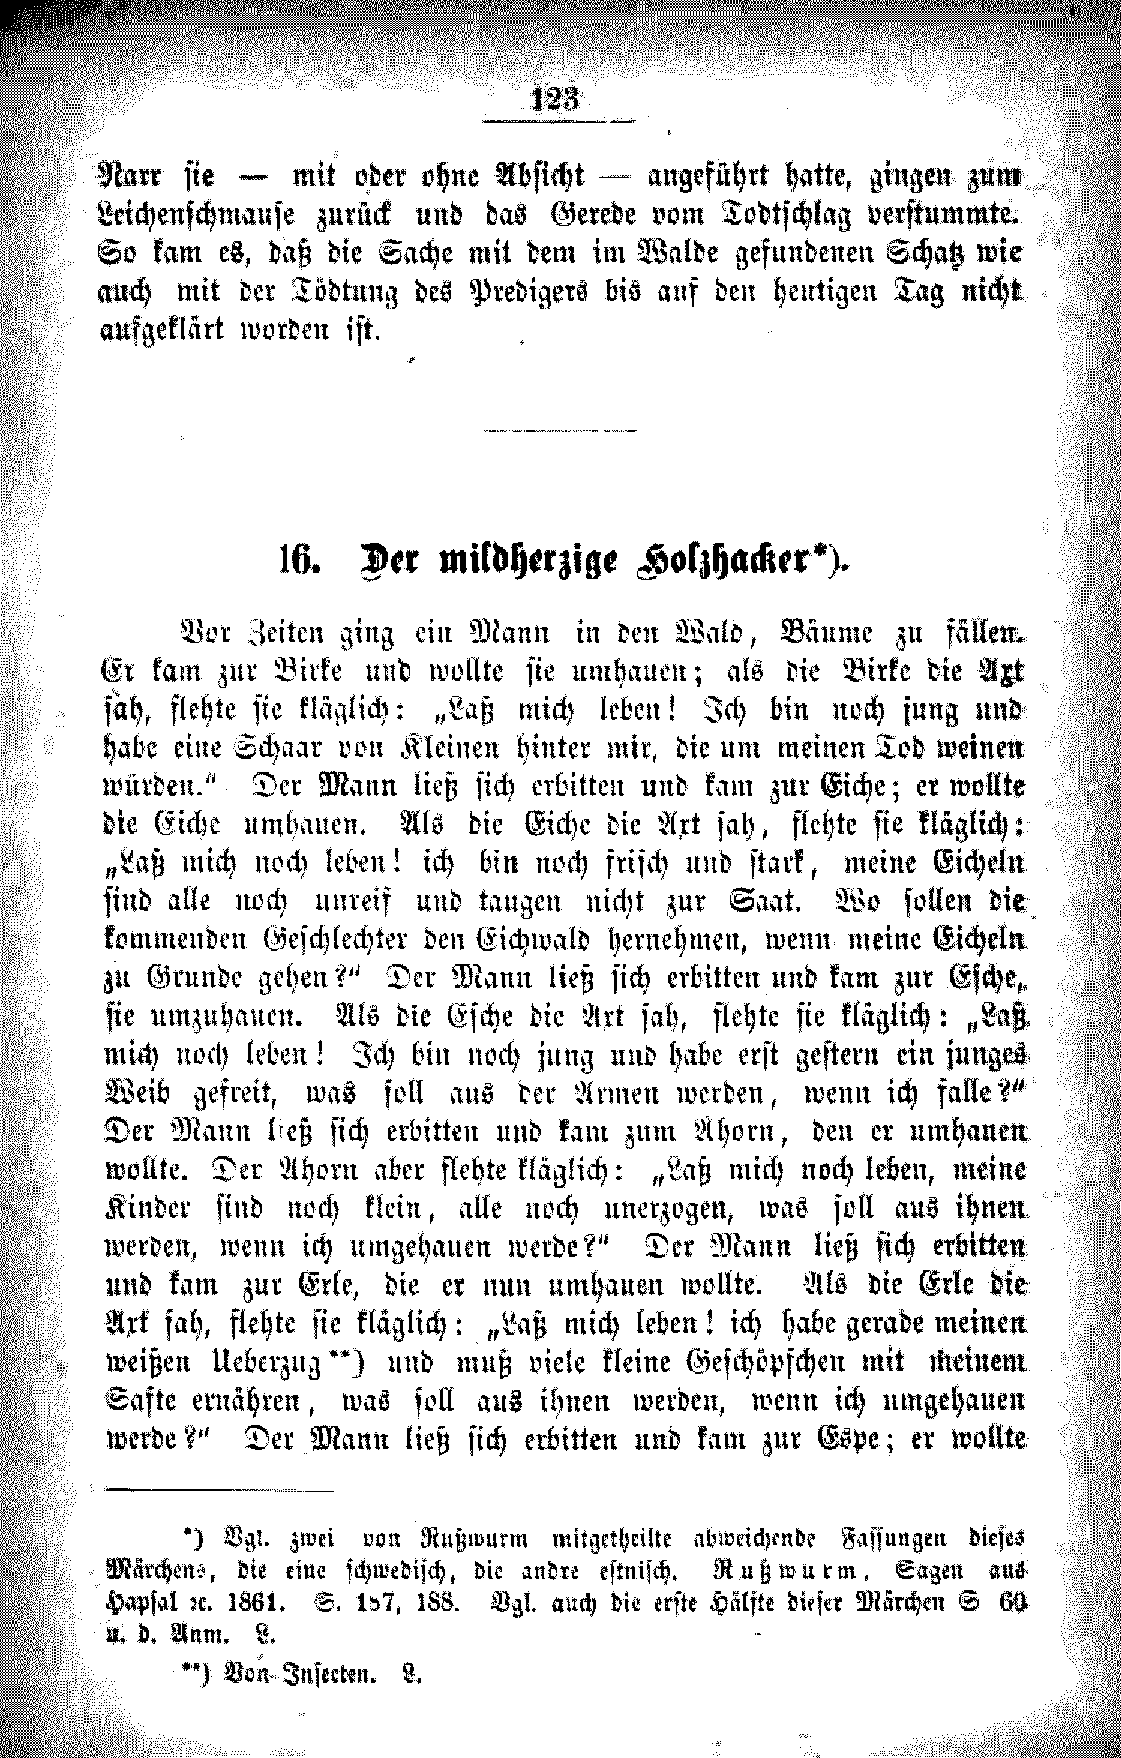 123
Narr sie — mit oder ohne Absicht — angeführt hatte, gingen zum
Leichenschmause zurück und das Gerede vom Todtschlag verstummte.
So kam es, daß die Sache mit dem im Walde gefundenen Schatz wie
auch mit der Tödtung des Predigers bis auf den heutigen Tag nicht
aufgeklärt worden ist.
16. Der mildherzige Holzhacker*).
Vor Zeiten ging ein Mann in den Wald, Bäume zu fällen.
Er kam zur Birke und wollte sie umhauen; als die Birke die Axt
sah, flehte sie kläglich: „Laß mich leben! Ich bin noch jung und
habe eine Schaar von Kleinen hinter mir, die um meinen Tod weinen
würden.“ Der Mann ließ sich erbitten und kam zur Eiche; er wollte
die Eiche umhauen. Als die Eiche die Axt sah, flehte sie kläglich:
„Laß mich noch leben! ich bin noch frisch und stark, meine Eicheln
sind alle noch unreif und taugen nicht zur Saat. Wo sollen die
kommenden Geschlechter den Eichwald hernehmen, wenn meine Eicheln
zu Grunde gehen?“ Der Mann ließ sich erbitten und kam zur Esche,
sie umzuhauen. Als die Esche die Axt sah, flehte sie kläglich: „Laß
mich noch leben! Ich bin noch jung und habe erst gestern ein junges
Weib gefreit, was soll aus der Armen werden, wenn ich falle?“
Der Mann ließ sich erbitten und kam zum Ahorn, den er umhauen
wollte. Der Ahorn aber flehte kläglich: „Laß mich noch leben, meine
Kinder sind noch klein, alle noch unerzogen, was soll aus ihnen
werden, wenn ich umgehauen werde?“ Der Mann ließ sich erbitten
und kam zur Erle, die er nun umhauen wollte. Als die Erle die
Axt sah, flehte sie kläglich: „Laß mich leben! ich habe gerade meinen
weißen Ueberzug**) und muß viele kleine Geschöpfchen mit meinem
Safte ernähren, was soll aus ihnen werden, wenn ich umgehauen
werde?“ Der Mann ließ sich erbitten und kam zur Espe; er wollte
*) Vgl. zwei von Rußwurm mitgetheilte abweichende Fassungen dieses
Märchens, die eine schwedisch, die andre estnisch. Rußwurm, Sagen aus
Hapsal ꝛc. 1861. S. 187, 188. Vgl. auch die erste Hälfte dieser Märchen S 60
u. d. Anm. L.
**) Von Insecten. L.